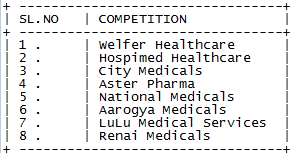 + ------------------------------------ +
| SL.NO | COMPETITION |
+ ------------------------------------ +
| 1 . | Welfer Healthcare |
| 2 . | Hospimed Healthcare |
| 3 . | City Medicals |
| 4 . | Aster Pharma |
| 5 . | National Medicals |
| 6 . | Aarogya Medicals |
| 7 . | LuLu Medical Services |
| 8 . | Renai Medicals |
+ ------------------------------------ +